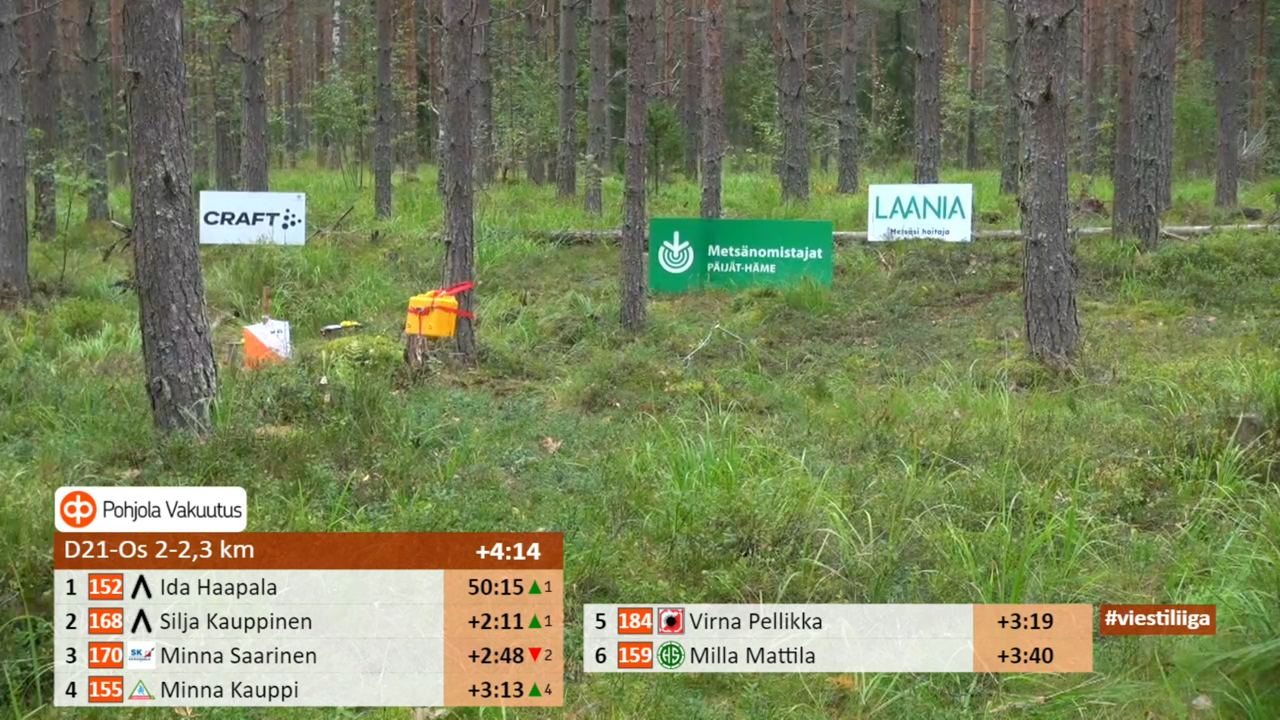 CRAFT
LAANIA
Metsäsi hoitaja
Metsänomistajat
PÄIJÄT-HÄME
Pohjola Vakuutus
D21-Os 2-2,3 km +4:14
1 152 Ida Haapala 50:15 ▲1
2 168 Silja Kauppinen +2:11 ▲1
3 170 SK Minna Saarinen +2:48 ▼2
4 155 Minna Kauppi +3:13 ▲4
5 184 Virna Pellikka +3:19
6 159 Milla Mattila +3:40
#viestiliiga